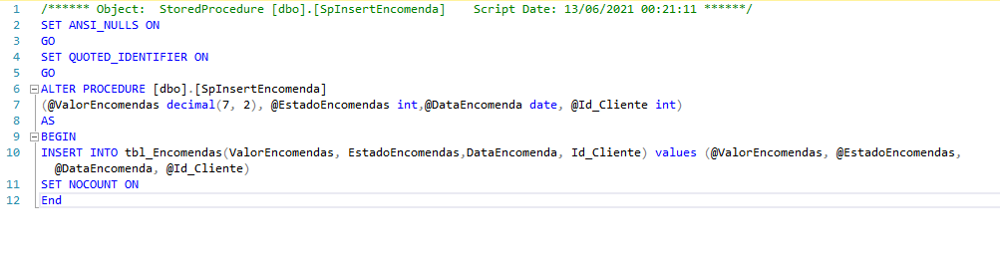 1 /****** Object:  StoredProcedure [dbo].[SpInsertEncomenda]    Script Date: 13/06/2021 00:21:11 ******/
2 SET ANSI_NULLS ON
3 GO
4 SET QUOTED_IDENTIFIER ON
5 GO
6 ALTER PROCEDURE [dbo].[SpInsertEncomenda]
7 (@ValorEncomendas decimal(7, 2), @EstadoEncomendas int,@DataEncomenda date, @Id_Cliente int)
8 AS
9 BEGIN
10 INSERT INTO tbl_Encomendas(ValorEncomendas, EstadoEncomendas,DataEncomenda, Id_Cliente) values (@ValorEncomendas, @EstadoEncomendas,
@DataEncomenda, @Id_Cliente)
11 SET NOCOUNT ON
12 End